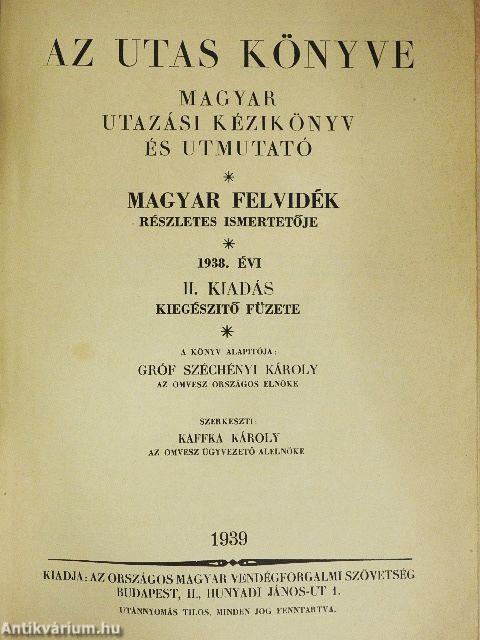 AZ UTAS KÖNYVE
MAGYAR
UTAZÁSI KÉZIKÖNYV
ÉS UTMUTATÓ
*
MAGYAR FELVIDÉK
RÉSZLETES ISMERTETŐJE
*
1938. ÉVI
II. KIADÁS
KIEGÉSZITŐ FÜZETE
*
A KÖNYV ALAPITÓJA:
GRÓF SZÉCHÉNYI KÁROLY
AZ OMVESZ ORSZÁGOS ELNÖKE
SZERKESZTI:
KAFFKA KÁROLY
AZ OMVESZ ÜGYVEZETŐ ALELNÖKE
1939
KIADJA: AZ ORSZÁGOS MAGYAR VENDÉGFORGALMI SZÖVETSÉG
BUDAPEST, II., HUNYADI JÁNOS-UT 1.
UTÁNNYOMÁS TILOS, MINDEN JOG FENNTARTVA.
Antikvárium.hu